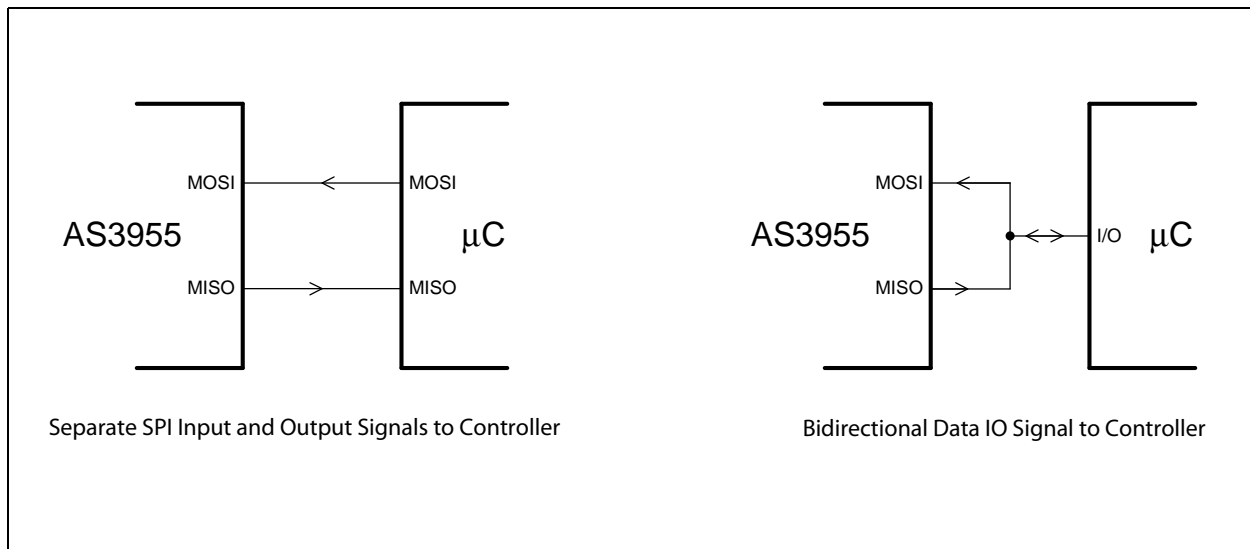 MOSI
MOSI
AS3955
μC
MISO
MISO
Separate SPI Input and Output Signals to Controller
MOSI
AS3955
I/O
μC
MISO
Bidirectional Data IO Signal to Controller